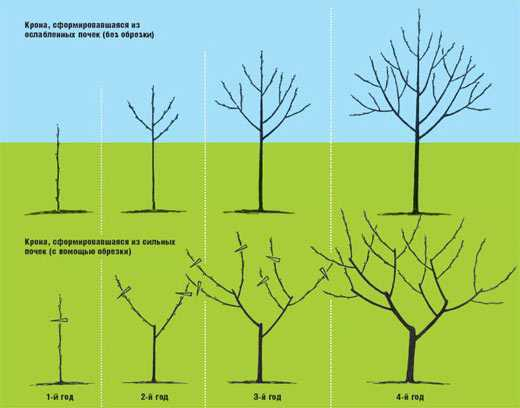 Крона, сформировавшаяся из
ослабленных почек (без обрезки)
Крона, сформировавшаяся из сильных
почек (с помощью обрезки)
1-й год
2-й год
3-й год
4-й год